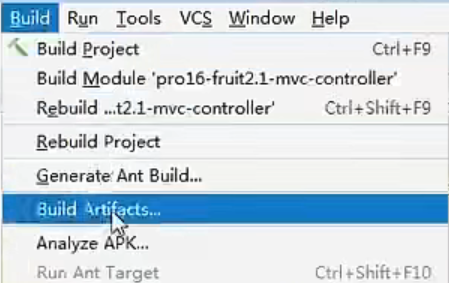 Build Run Tools VCS Window Help
Build Project Ctrl+F9
Build Module 'pro16-fruit2.1-mvc-controller'
Rebuild ...t2.1-mvc-controller' Ctrl+Shift+F9
Rebuild Project
Generate Ant Build...
Build Artifacts...
Analyze APK...
Run Ant Target Ctrl+Shift+F10